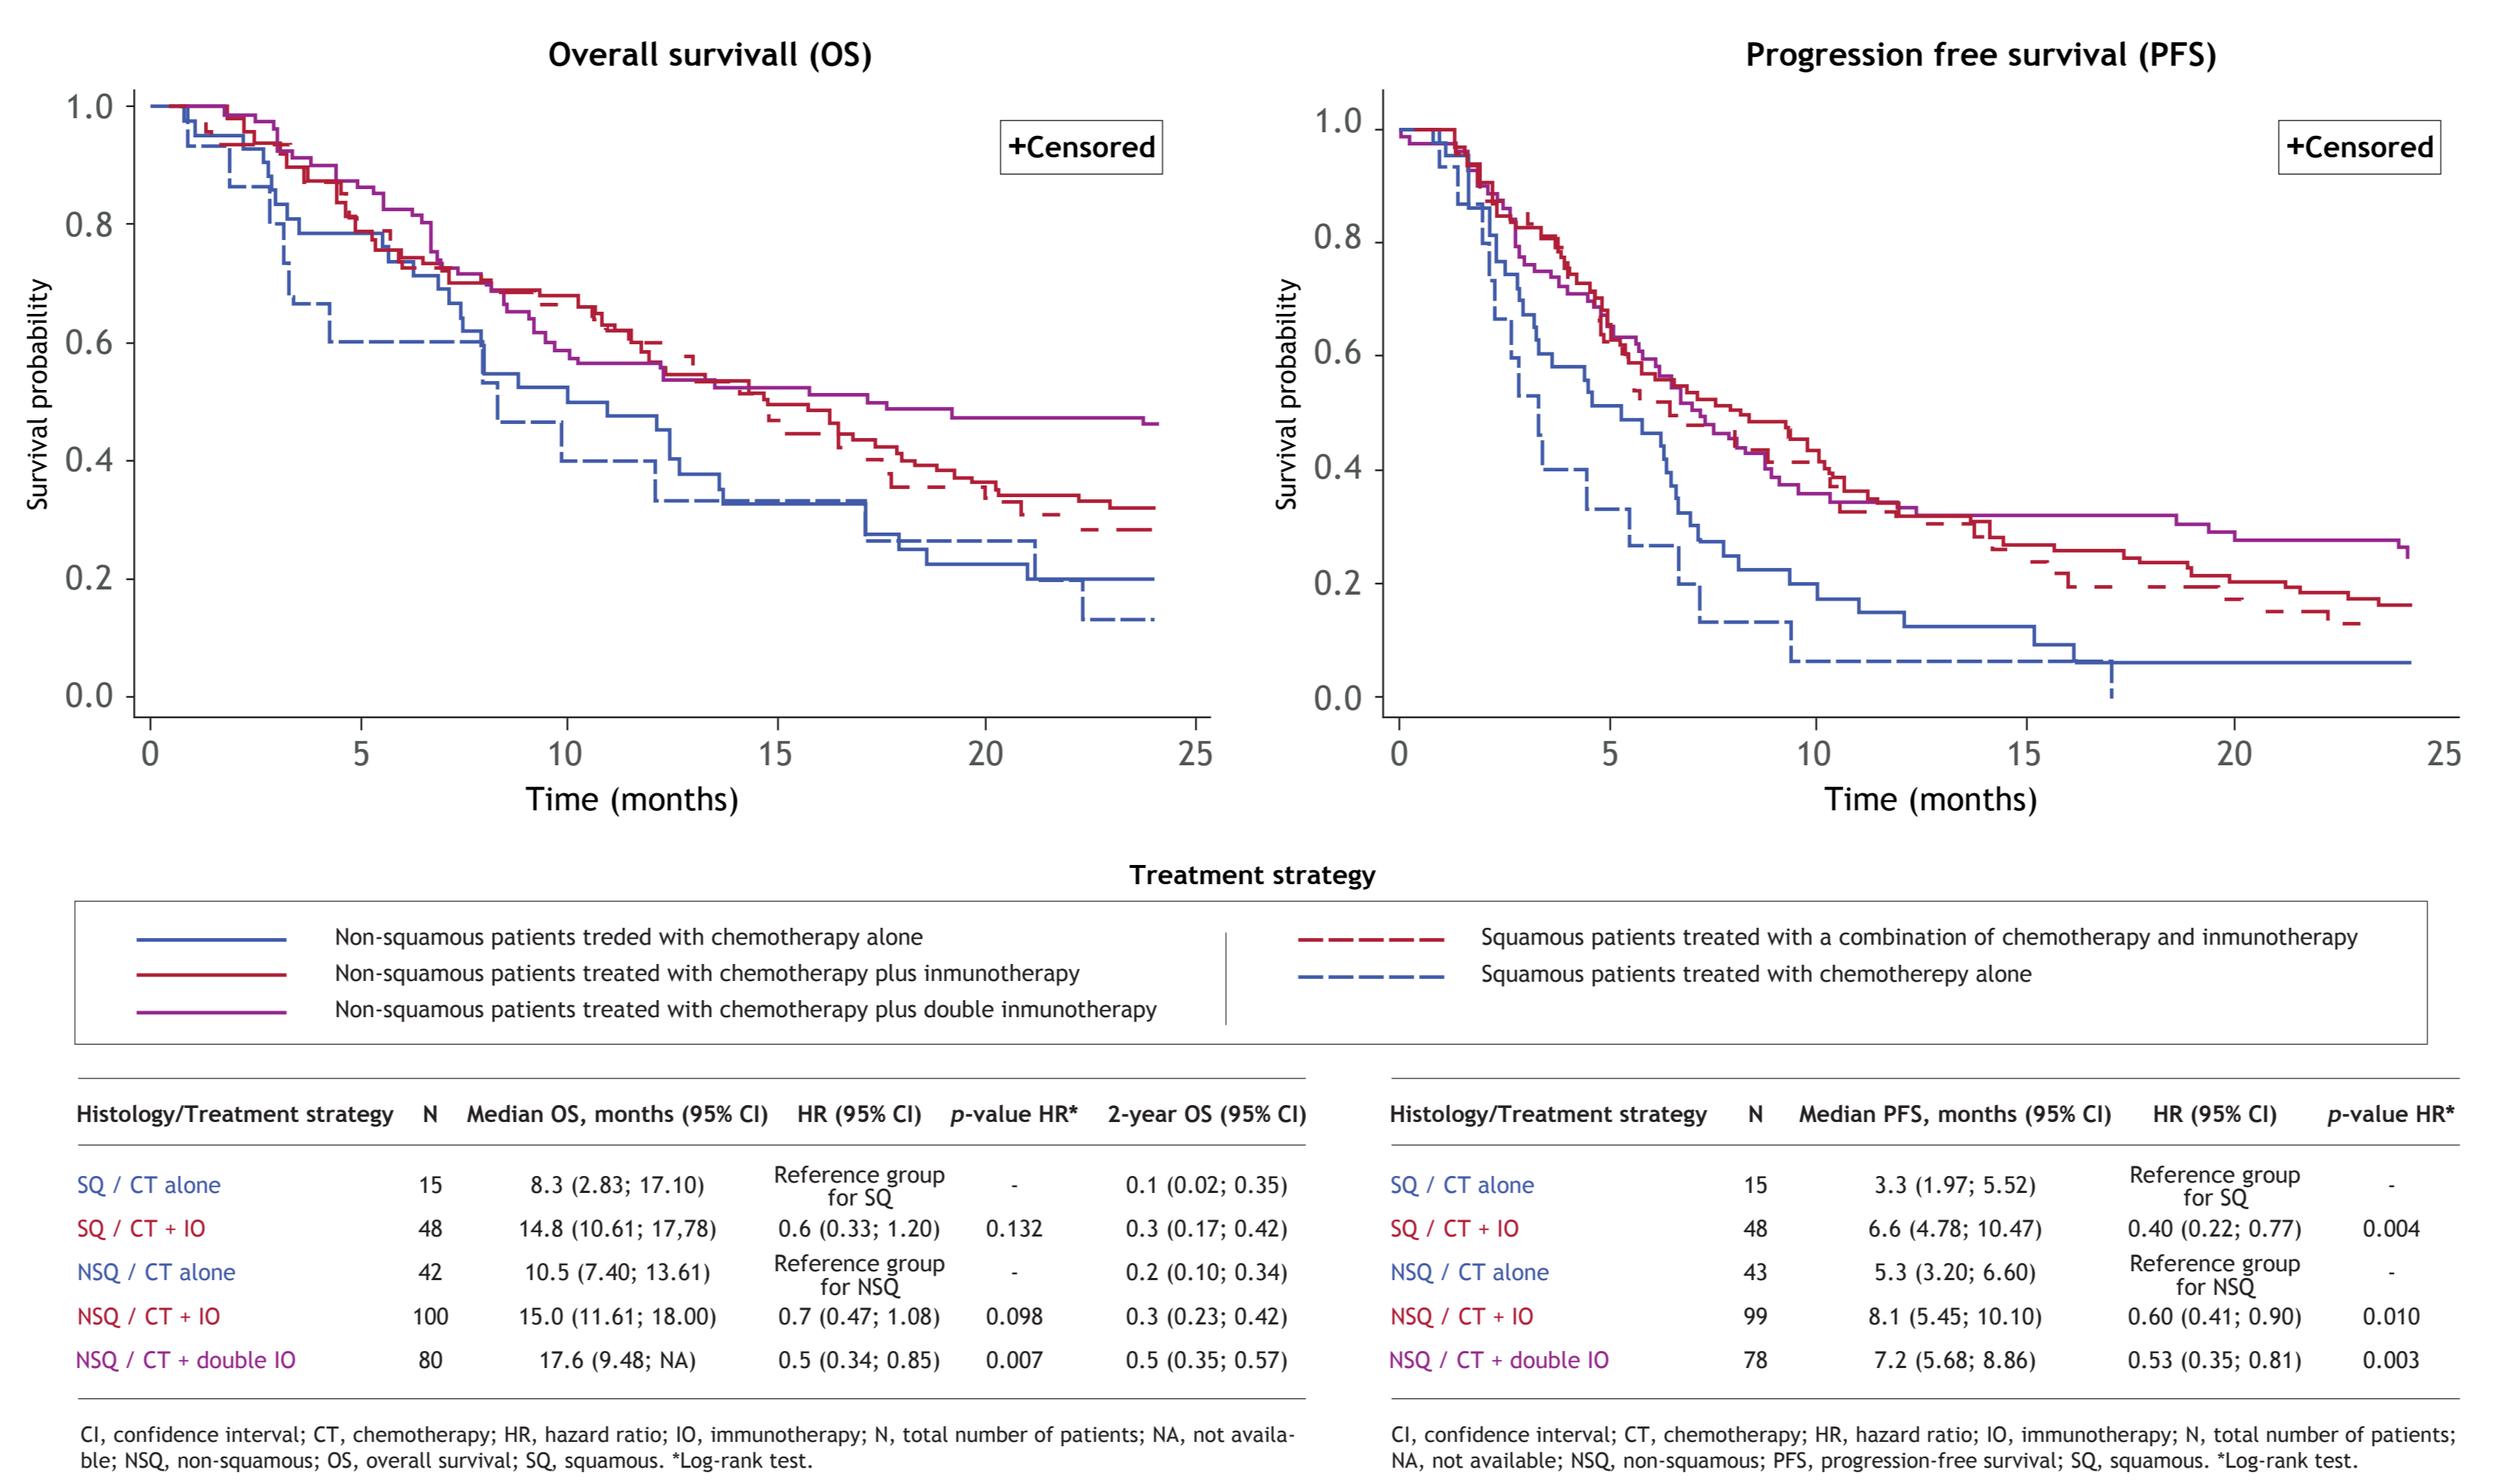 Overall survivall (OS)
1.0
0.8
0.6
0.4
0.2
0.0
Survival probability
+Censored
0 5 10 15 20 25
Time (months)
Progression free survival (PFS)
1.0
0.8
0.6
0.4
0.2
0.0
Survival probability
+Censored
0 5 10 15 20 25
Time (months)
Treatment strategy
Non-squamous patients treded with chemotherapy alone
Non-squamous patients treated with chemotherapy plus inmunotherapy
Non-squamous patients treated with chemotherapy plus double inmunotherapy
Squamous patients treated with a combination of chemotherapy and inmunotherapy
Squamous patients treated with chemotherepy alone
Histology/Treatment strategy N Median OS, months (95% CI) HR (95% CI) p-value HR* 2-year OS (95% CI)
SQ / CT alone 15 8.3 (2.83; 17.10) Reference group for SQ - 0.1 (0.02; 0.35)
SQ / CT + IO 48 14.8 (10.61; 17,78) 0.6 (0.33; 1.20) 0.132 0.3 (0.17; 0.42)
NSQ / CT alone 42 10.5 (7.40; 13.61) Reference group for NSQ - 0.2 (0.10; 0.34)
NSQ / CT + IO 100 15.0 (11.61; 18.00) 0.7 (0.47; 1.08) 0.098 0.3 (0.23; 0.42)
NSQ / CT + double IO 80 17.6 (9.48; NA) 0.5 (0.34; 0.85) 0.007 0.5 (0.35; 0.57)
CI, confidence interval; CT, chemotherapy; HR, hazard ratio; IO, immunotherapy; N, total number of patients; NA, not availa-
ble; NSQ, non-squamous; OS, overall survival; SQ, squamous. *Log-rank test.
Histology/Treatment strategy N Median PFS, months (95% CI) HR (95% CI) p-value HR*
SQ / CT alone 15 3.3 (1.97; 5.52) Reference group for SQ -
SQ / CT + IO 48 6.6 (4.78; 10.47) 0.40 (0.22; 0.77) 0.004
NSQ / CT alone 43 5.3 (3.20; 6.60) Reference group for NSQ -
NSQ / CT + IO 99 8.1 (5.45; 10.10) 0.60 (0.41; 0.90) 0.010
NSQ / CT + double IO 78 7.2 (5.68; 8.86) 0.53 (0.35; 0.81) 0.003
CI, confidence interval; CT, chemotherapy; HR, hazard ratio; IO, immunotherapy; N, total number of patients;
NA, not available; NSQ, non-squamous; PFS, progression-free survival; SQ, squamous. *Log-rank test.